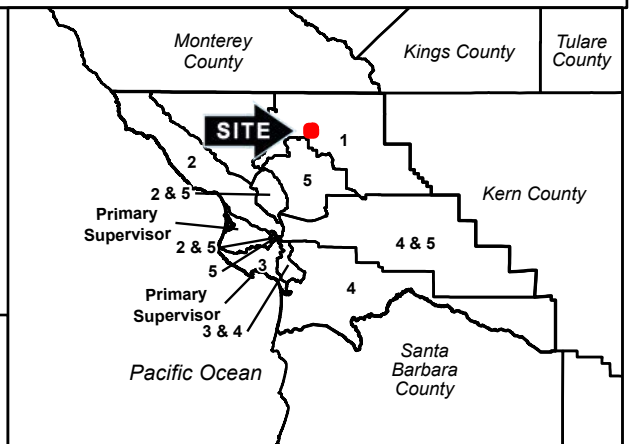 Monterey
County
Kings County
Tulare
County
SITE
1
2
5
2 & 5
Kern County
Primary
Supervisor
2 & 5
4 & 5
5
3
4
Primary
Supervisor
3 & 4
Santa
Barbara
County
Pacific Ocean